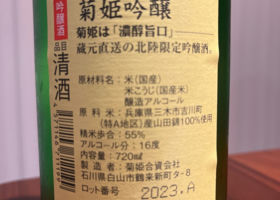 吟醸酒
品目
清酒
菊姫吟醸
菊姫は「濃醇旨口」
蔵元直送の北陸限定吟醸酒。
原材料名：米（国産）
米こうじ（国産米）
醸造アルコール
原料米：兵庫県三木市吉川町
（特A地区）産山田錦100%使用
精米歩合：55%
アルコール分：16度
内容量：720ml
製造者：菊姫合資会社
石川県白山市鶴来新町タ8
ロット番号
2023.A